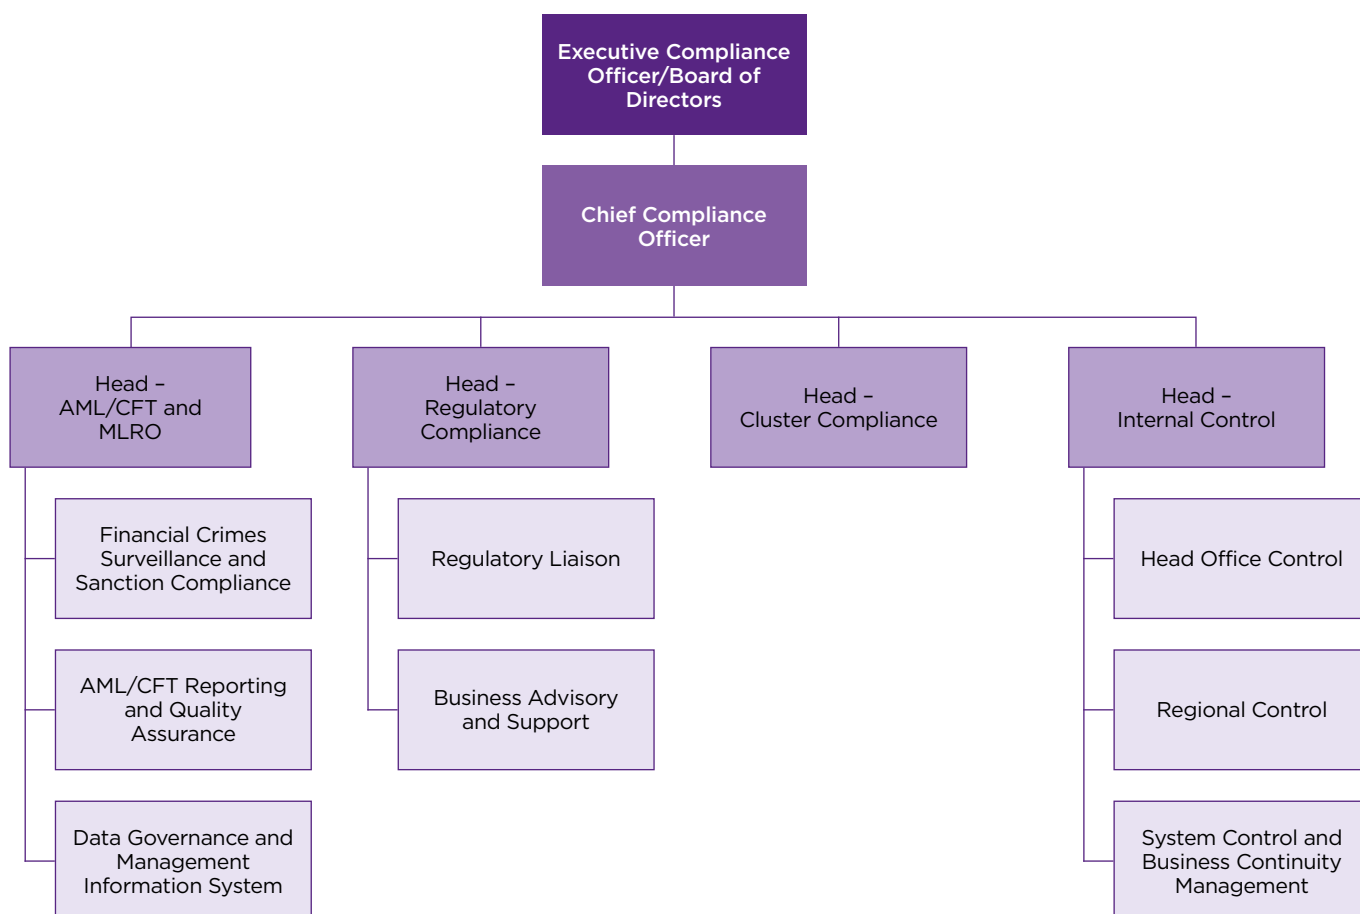 Executive Compliance
Officer/Board of
Directors
Chief Compliance
Officer
Head –
AML/CFT and
MLRO
Head –
Regulatory
Compliance
Head –
Cluster Compliance
Head –
Internal Control
Financial Crimes
Surveillance and
Sanction Compliance
Regulatory Liaison
Head Office Control
AML/CFT Reporting
and Quality
Assurance
Business Advisory
and Support
Regional Control
Data Governance and
Management
Information System
System Control and
Business Continuity
Management